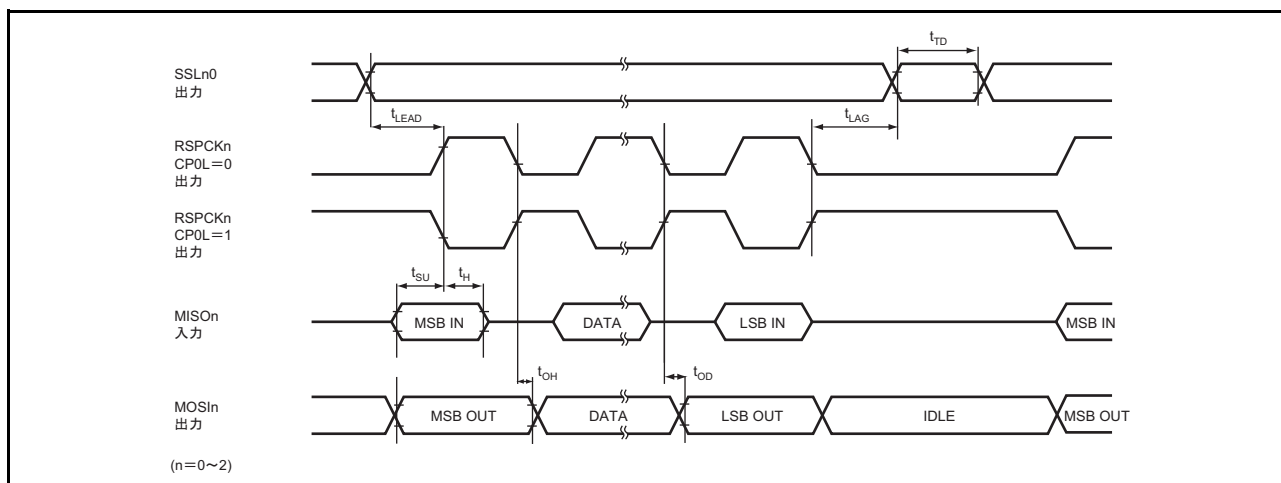 tTD
SSLn0
出力
tLEAD
tLAG
RSPCKn
CP0L=0
出力
RSPCKn
CP0L=1
出力
tSU
tH
MISOn
入力
MSB IN
DATA
LSB IN
MSB IN
tOH
tOD
MOSIn
出力
MSB OUT
DATA
LSB OUT
IDLE
MSB OUT
(n=0~2)